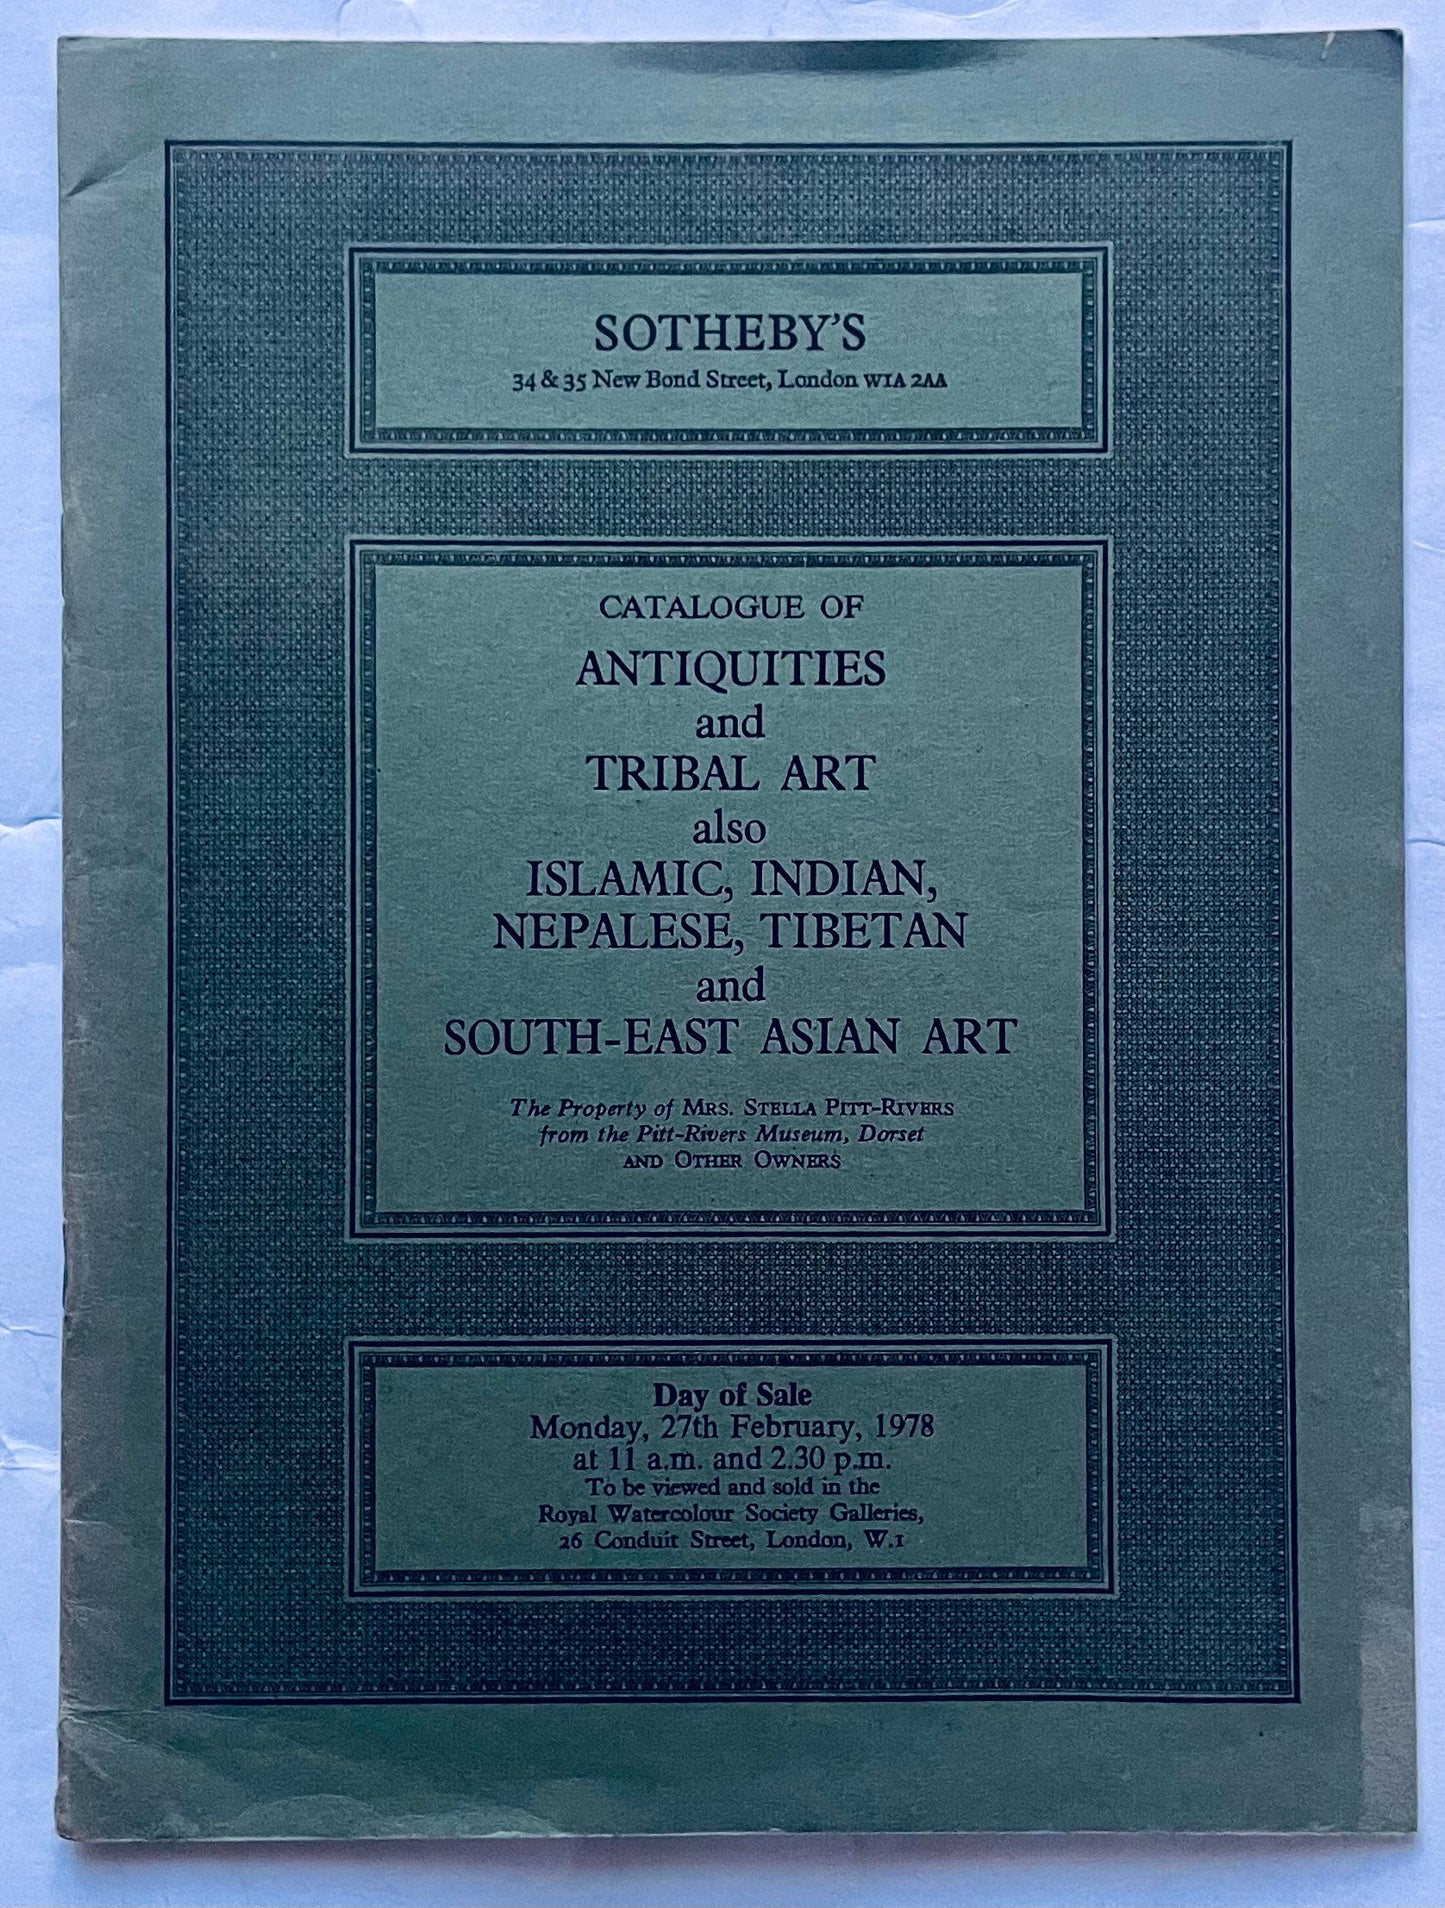 SOTHEBY'S
34 & 35 New Bond Street, London W1A 2AA
CATALOGUE OF
ANTIQUITIES
and
TRIBAL ART
also
ISLAMIC, INDIAN,
NEPALESE, TIBETAN
and
SOUTH-EAST ASIAN ART
The Property of MRS. STELLA PITT-RIVERS
from the Pitt-Rivers Museum, Dorset
AND OTHER OWNERS
Day of Sale
Monday, 27th February, 1978
at 11 a.m. and 2.30 p.m.
To be viewed and sold in the
Royal Watercolour Society Galleries,
26 Conduit Street, London, W.1